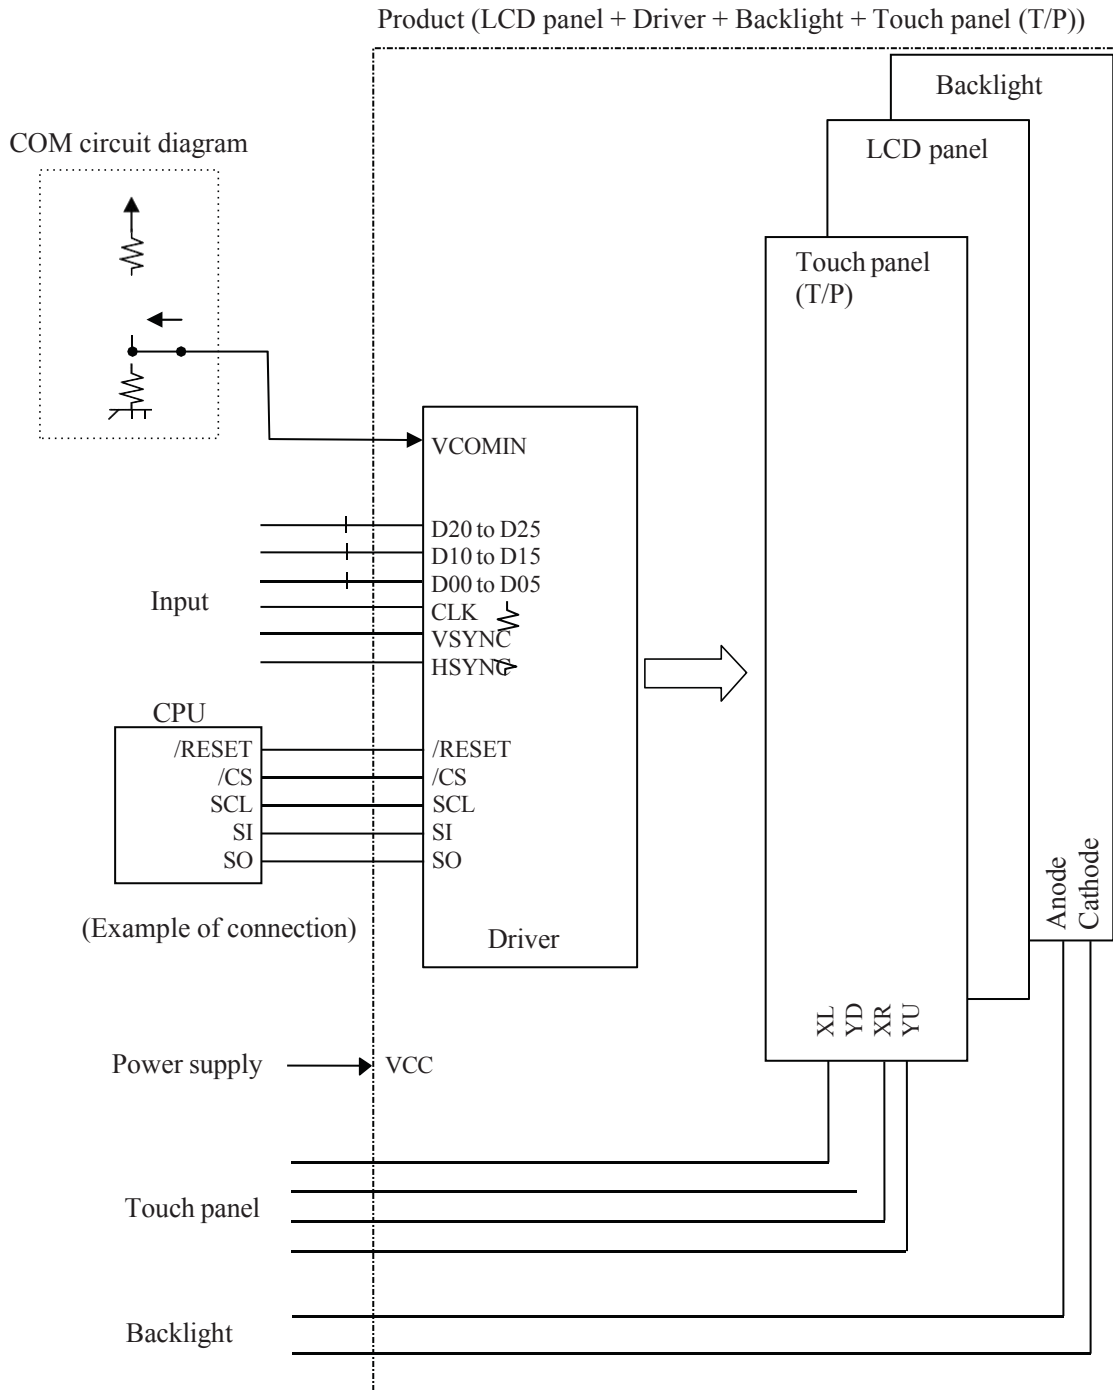 Product (LCD panel + Driver + Backlight + Touch panel (T/P))
Backlight
COM circuit diagram
LCD panel
Touch panel
(T/P)
VCOMIN
D20 to D25
D10 to D15
D00 to D05
Input
CLK
VSYNC
HSYNC
CPU
/RESET
/CS
SCL
SI
SO
/RESET
/CS
SCL
SI
SO
(Example of connection)
Driver
Anode
Cathode
XL
YD
XR
YU
Power supply
VCC
Touch panel
Backlight